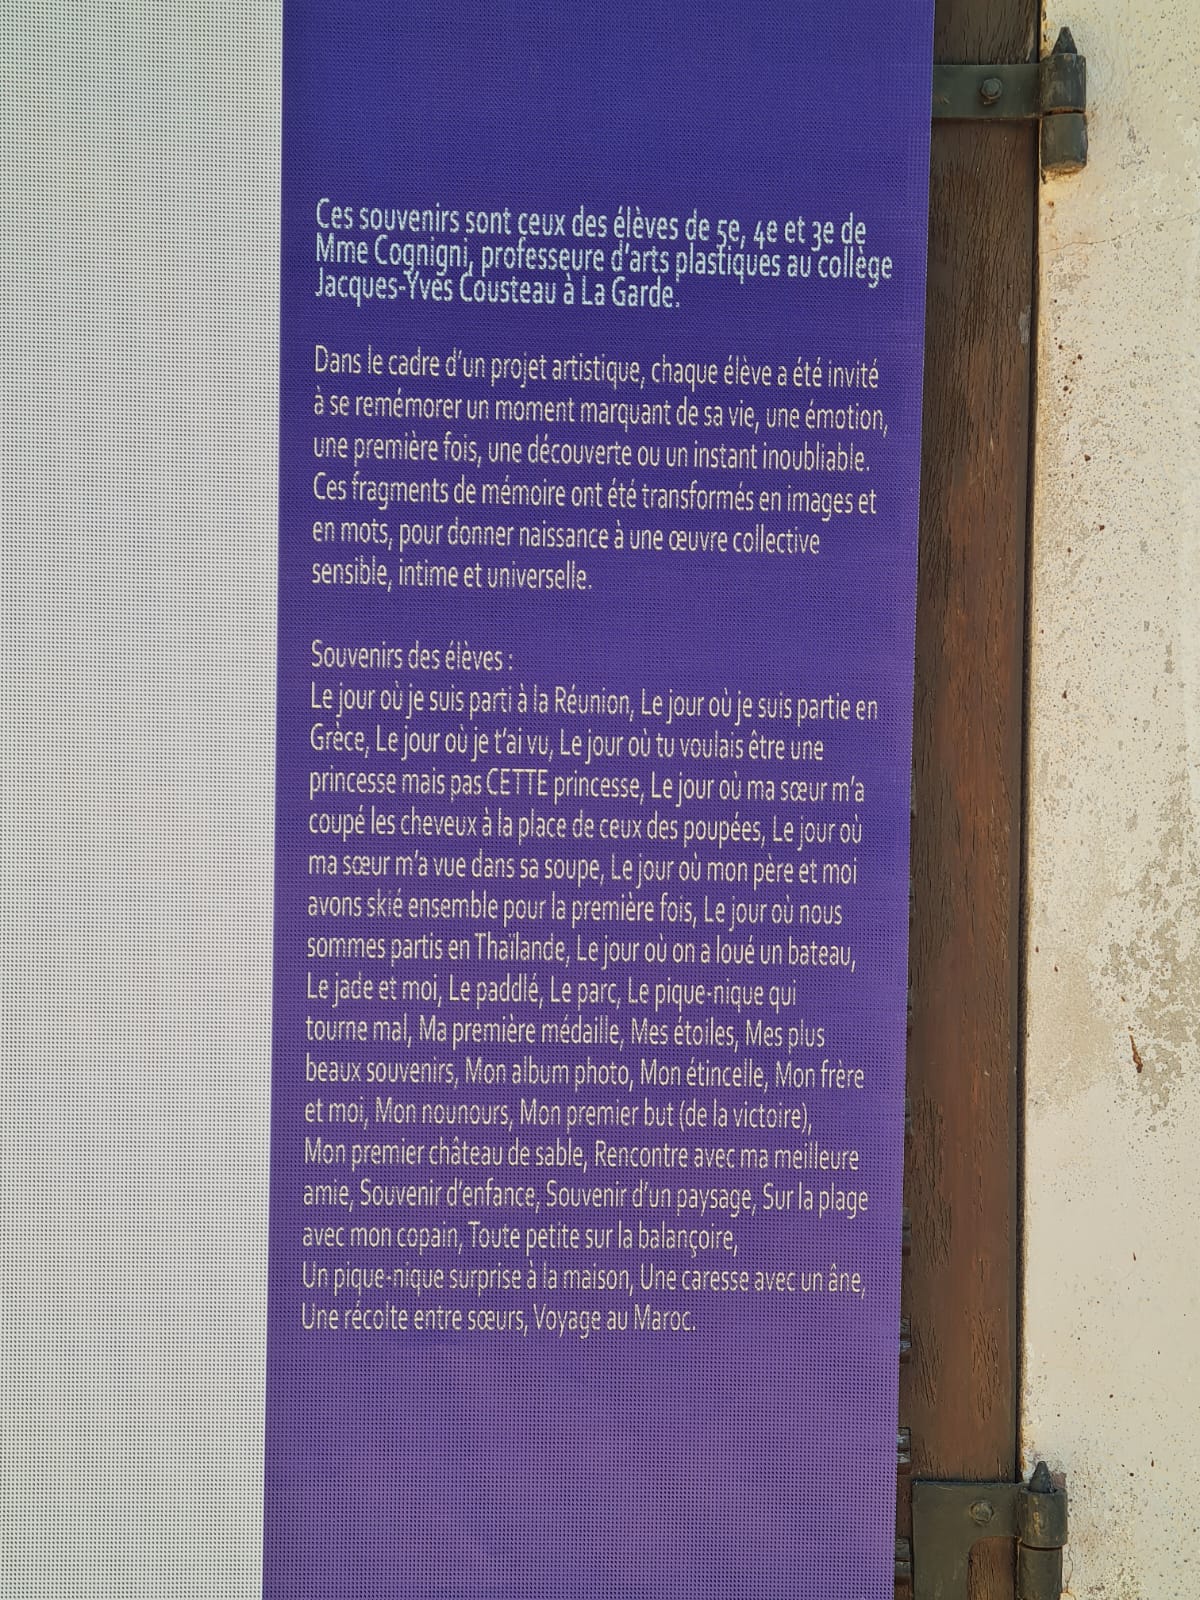 Ces souvenirs sont ceux des élèves de 5e, 4e et 3e de
Mme Cognigni, professeure d'arts plastiques au collège
Jacques-Yves Cousteau à La Garde.
Dans le cadre d'un projet artistique, chaque élève a été invité
à se remémorer un moment marquant de sa vie, une émotion,
une première fois, une découverte ou un instant inoubliable.
Ces fragments de mémoire ont été transformés en images et
en mots, pour donner naissance à une œuvre collective
sensible, intime et universelle.
Souvenirs des élèves :
Le jour où je suis parti à la Réunion, Le jour où je suis partie en
Grèce, Le jour où je t'ai vu, Le jour où tu voulais être une
princesse mais pas CETTE princesse, Le jour où ma sœur m'a
coupé les cheveux à la place de ceux des poupées, Le jour où
ma sœur m'a vue dans sa soupe, Le jour où mon père et moi
avons skié ensemble pour la première fois, Le jour où nous
sommes partis en Thaïlande, Le jour où on a loué un bateau,
Le jade et moi, Le paddlé, Le parc, Le pique-nique qui
tourne mal, Ma première médaille, Mes étoiles, Mes plus
beaux souvenirs, Mon album photo, Mon étincelle, Mon frère
et moi, Mon nounours, Mon premier but (de la victoire),
Mon premier château de sable, Rencontre avec ma meilleure
amie, Souvenir d'enfance, Souvenir d'un paysage, Sur la plage
avec mon copain, Toute petite sur la balançoire,
Un pique-nique surprise à la maison, Une caresse avec un âne,
Une récolte entre sœurs, Voyage au Maroc.